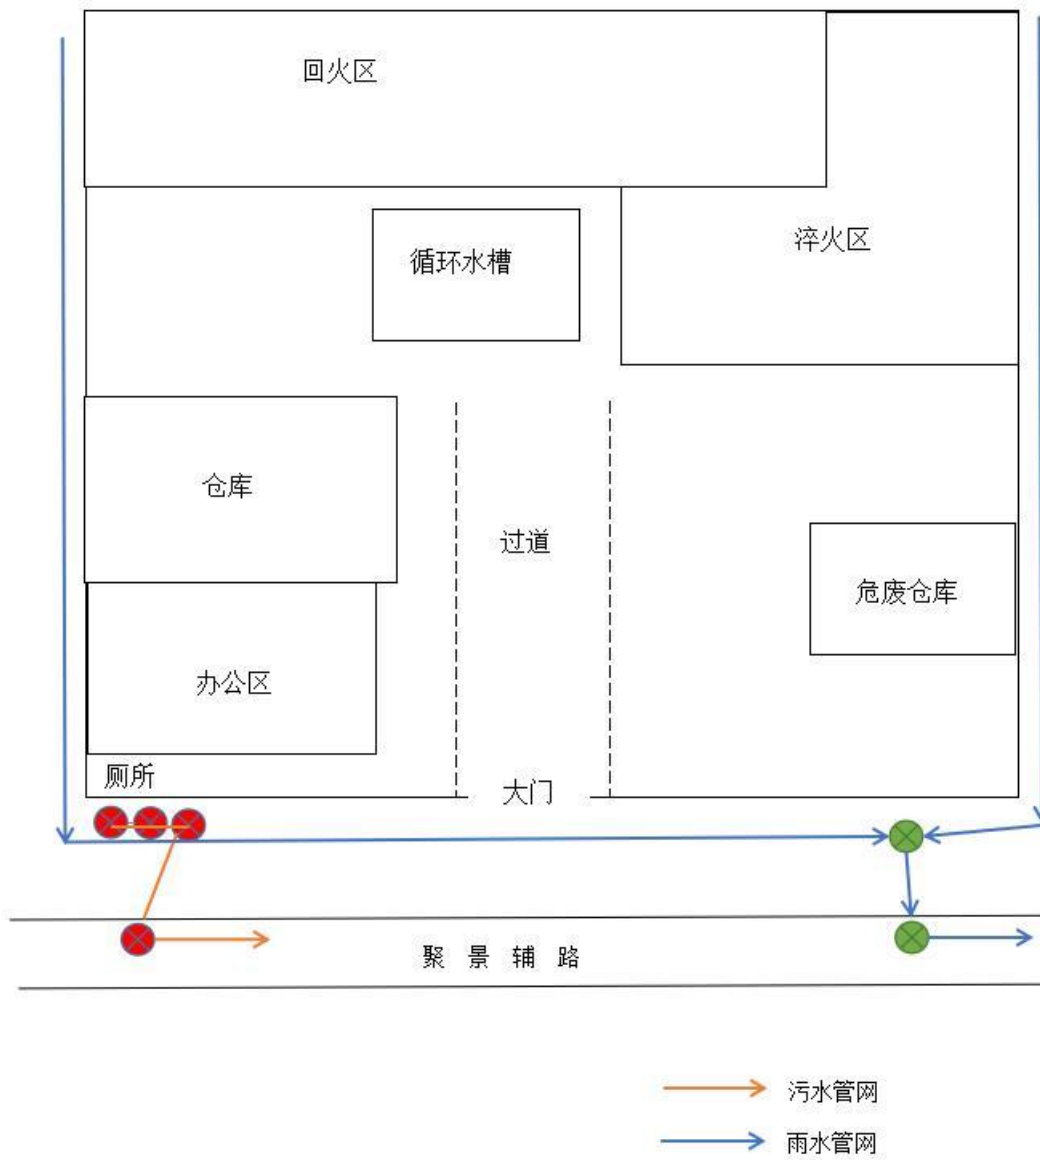 回火区
淬火区
循环水槽
仓库
过道
危废仓库
办公区
厕所
大门
聚 景 辅 路
污水管网
雨水管网